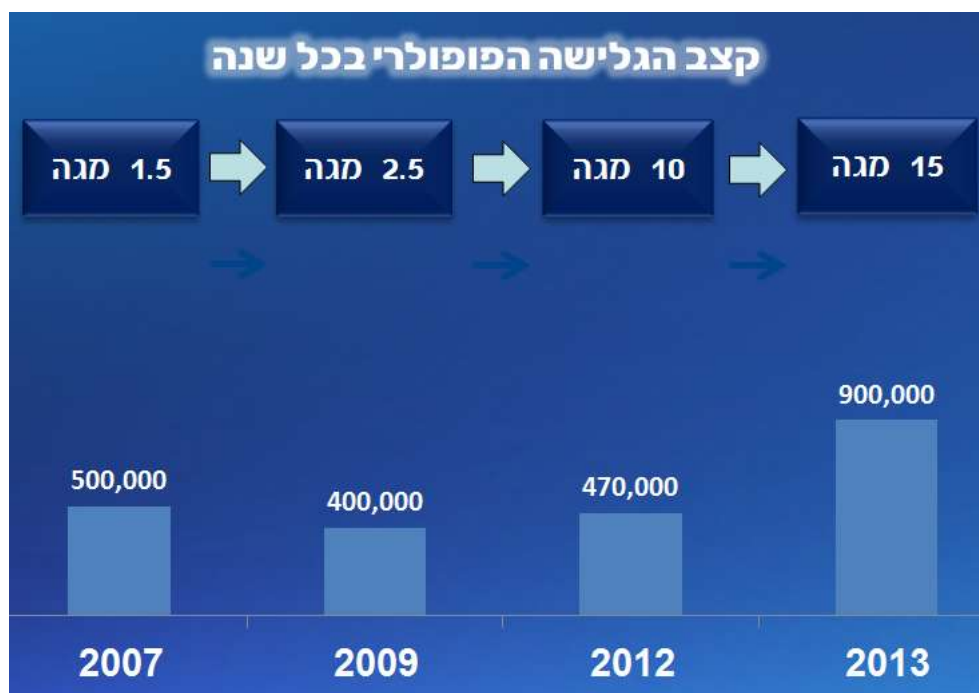 קצב הגלישה הפופולרי בכל שנה
1.5 מגה
2.5 מגה
10 מגה
15 מגה
500,000
400,000
470,000
900,000
2007
2009
2012
2013